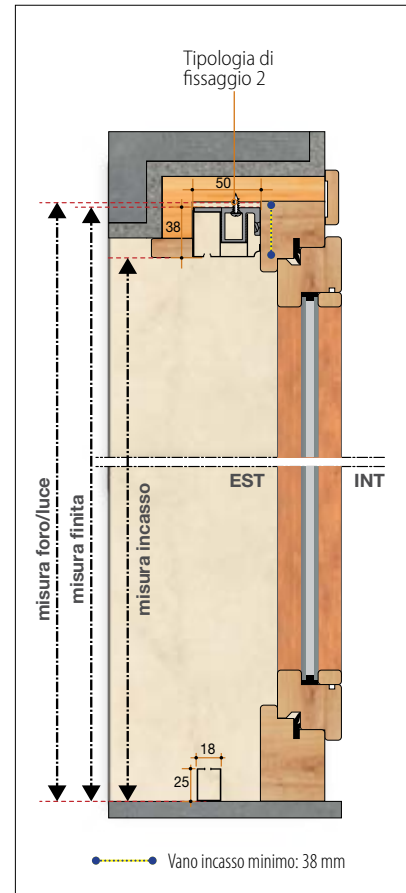 Tipologia di
fissaggio 2
50
38
misura foro/luce
misura finita
misura incasso
EST
INT
18
25
Vano incasso minimo: 38 mm